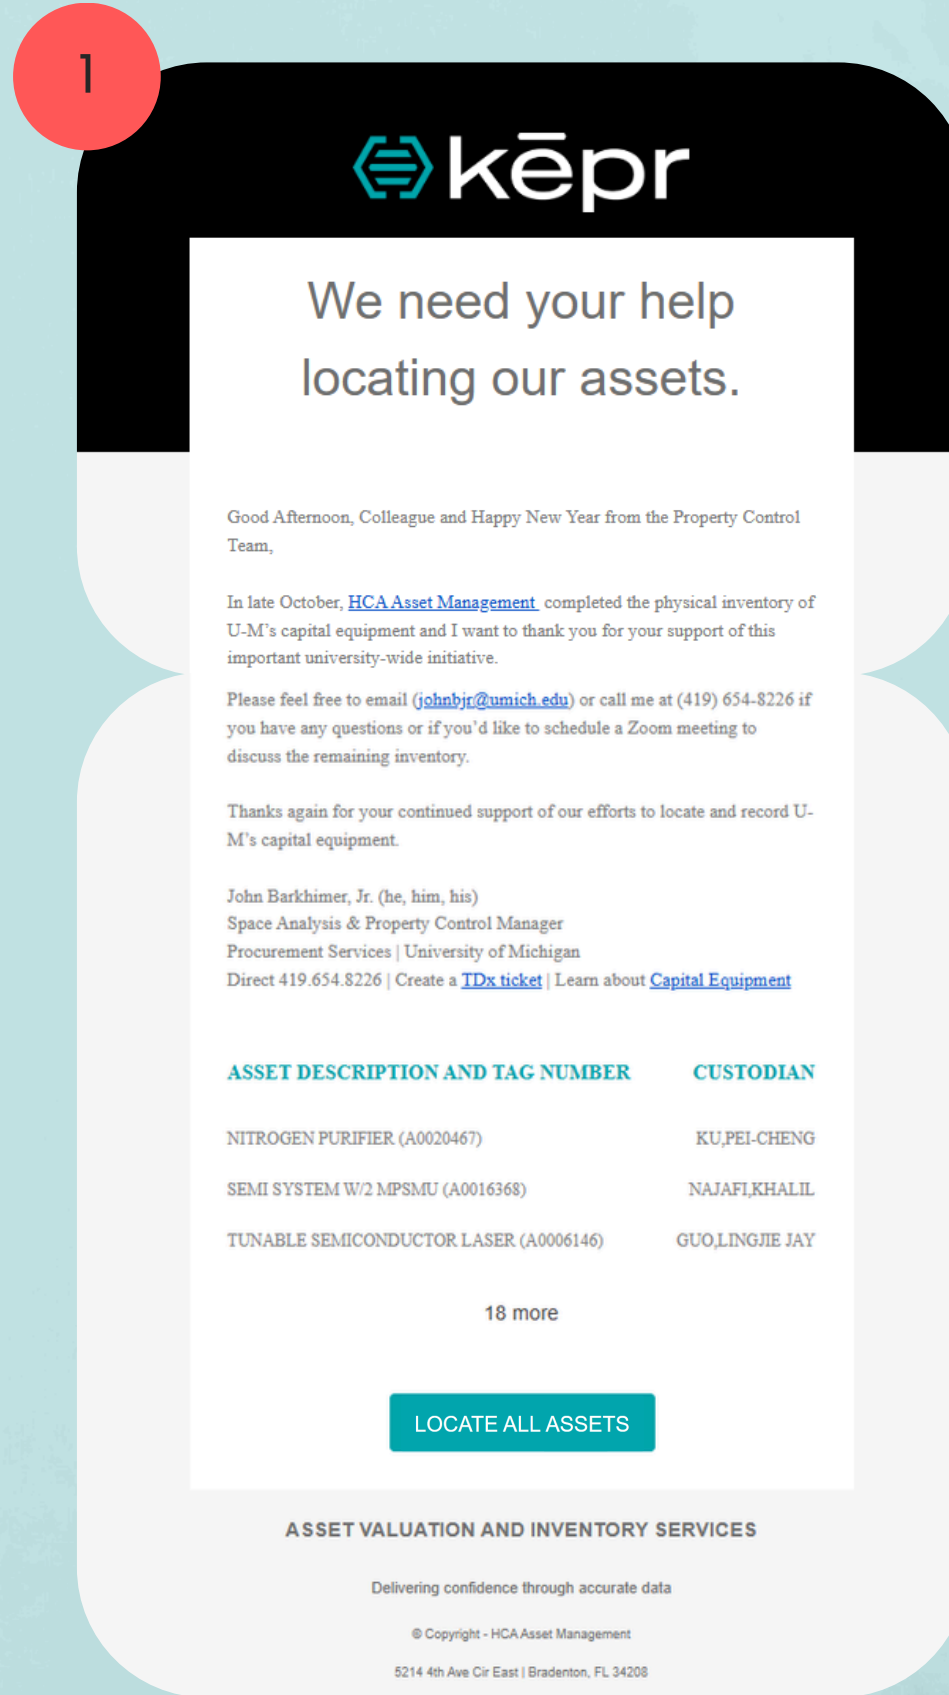 1
kēpr
We need your help
locating our assets.
Good Afternoon, Colleague and Happy New Year from the Property Control
Team,
In late October, HCA Asset Management completed the physical inventory of
U-M's capital equipment and I want to thank you for your support of this
important university-wide initiative.
Please feel free to email (johnbjr@umich.edu) or call me at (419) 654-8226 if
you have any questions or if you'd like to schedule a Zoom meeting to
discuss the remaining inventory.
Thanks again for your continued support of our efforts to locate and record U-
M's capital equipment.
John Barkhimer, Jr. (he, him, his)
Space Analysis & Property Control Manager
Procurement Services | University of Michigan
Direct 419.654.8226 | Create a TDx ticket | Learn about Capital Equipment
ASSET DESCRIPTION AND TAG NUMBER CUSTODIAN
NITROGEN PURIFIER (A0020467) KU,PEI-CHENG
SEMI SYSTEM W/2 MPSMU (A0016368) NAJAFI,KHALIL
TUNABLE SEMICONDUCTOR LASER (A0006146) GUO,LINGJIE JAY
18 more
LOCATE ALL ASSETS
ASSET VALUATION AND INVENTORY SERVICES
Delivering confidence through accurate data
© Copyright - HCA Asset Management
5214 4th Ave Cir East | Bradenton, FL 34208